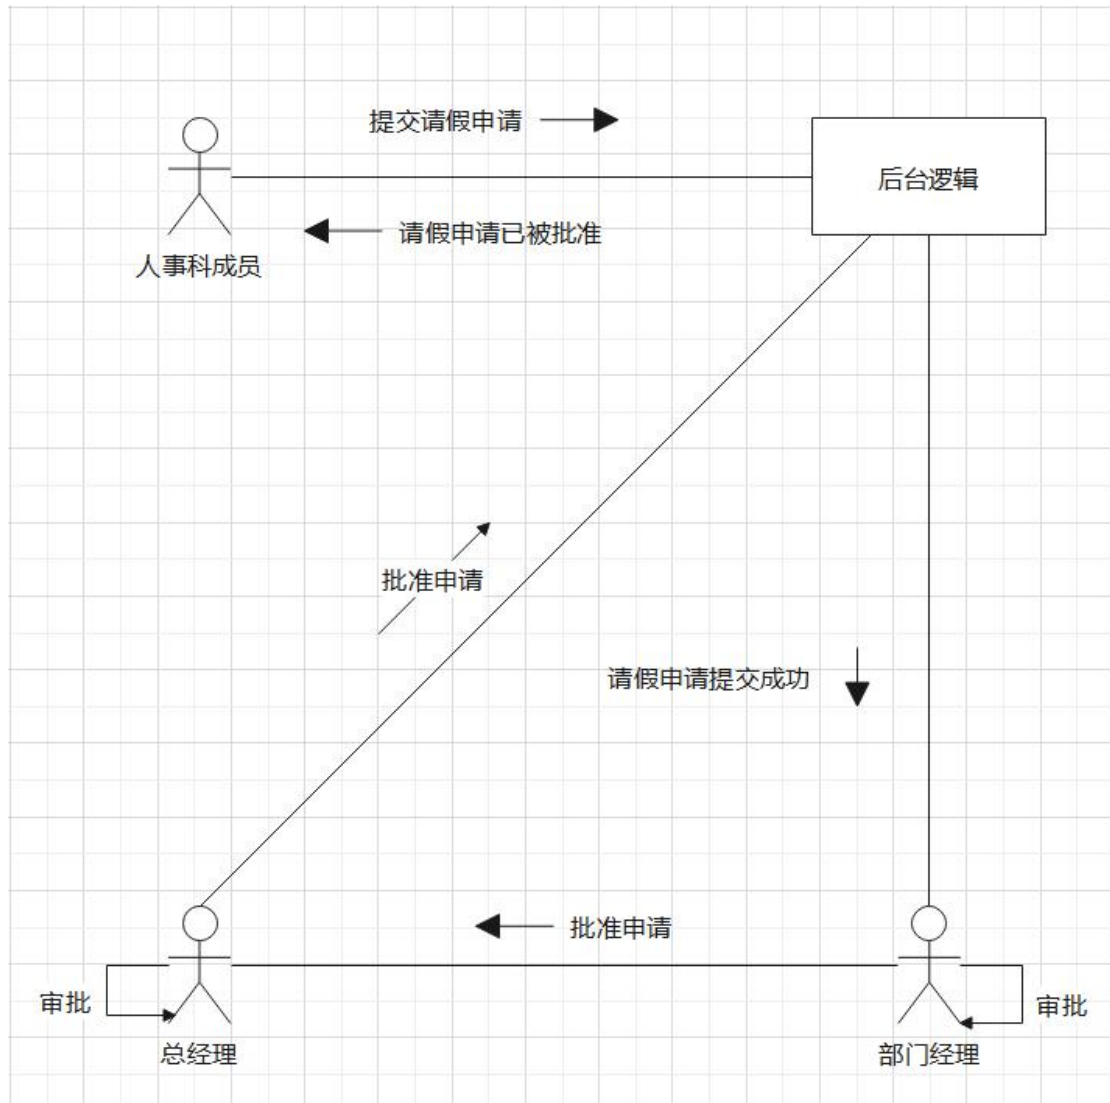 提交请假申请
后台逻辑
请假申请已被批准
人事科成员
批准申请
请假申请提交成功
批准申请
审批
审批
总经理
部门经理